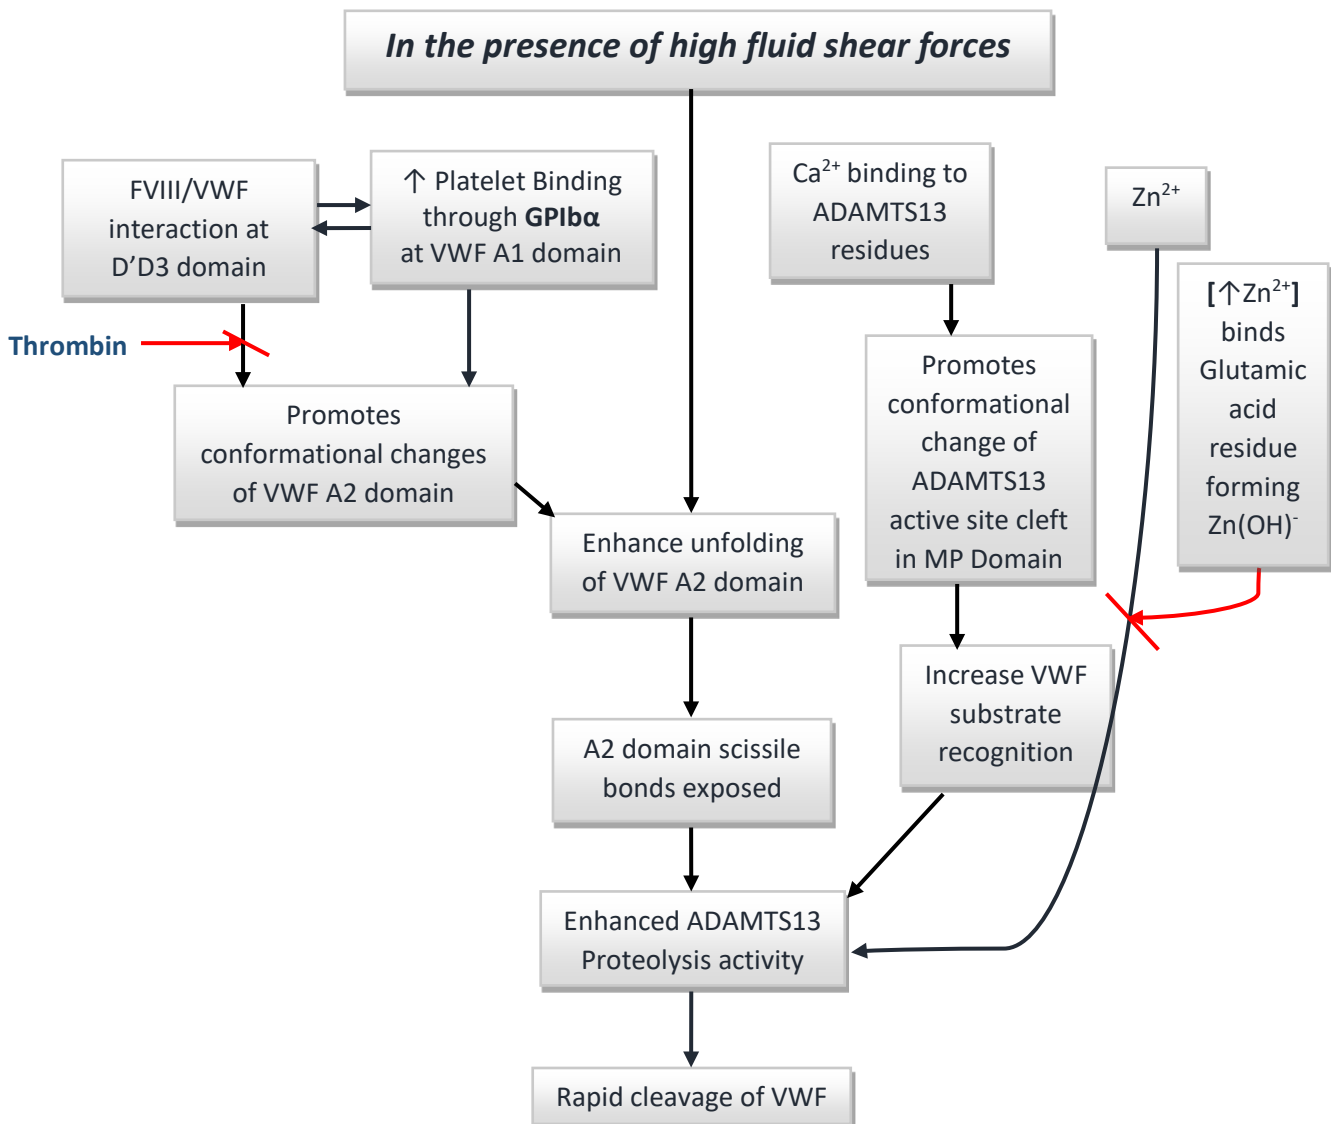 In the presence of high fluid shear forces
FVIII/VWF
interaction at
D'D3 domain
↑ Platelet Binding
through GPIbα
at VWF A1 domain
Ca²⁺ binding to
ADAMTS13
residues
Zn²⁺
[↑Zn²⁺]
binds
Glutamic
acid
residue
forming
Zn(OH)⁻
Thrombin
Promotes
conformational changes
of VWF A2 domain
Promotes
conformational
change of
ADAMTS13
active site cleft
in MP Domain
Enhance unfolding
of VWF A2 domain
Increase VWF
substrate
recognition
A2 domain scissile
bonds exposed
Enhanced ADAMTS13
Proteolysis activity
Rapid cleavage of VWF